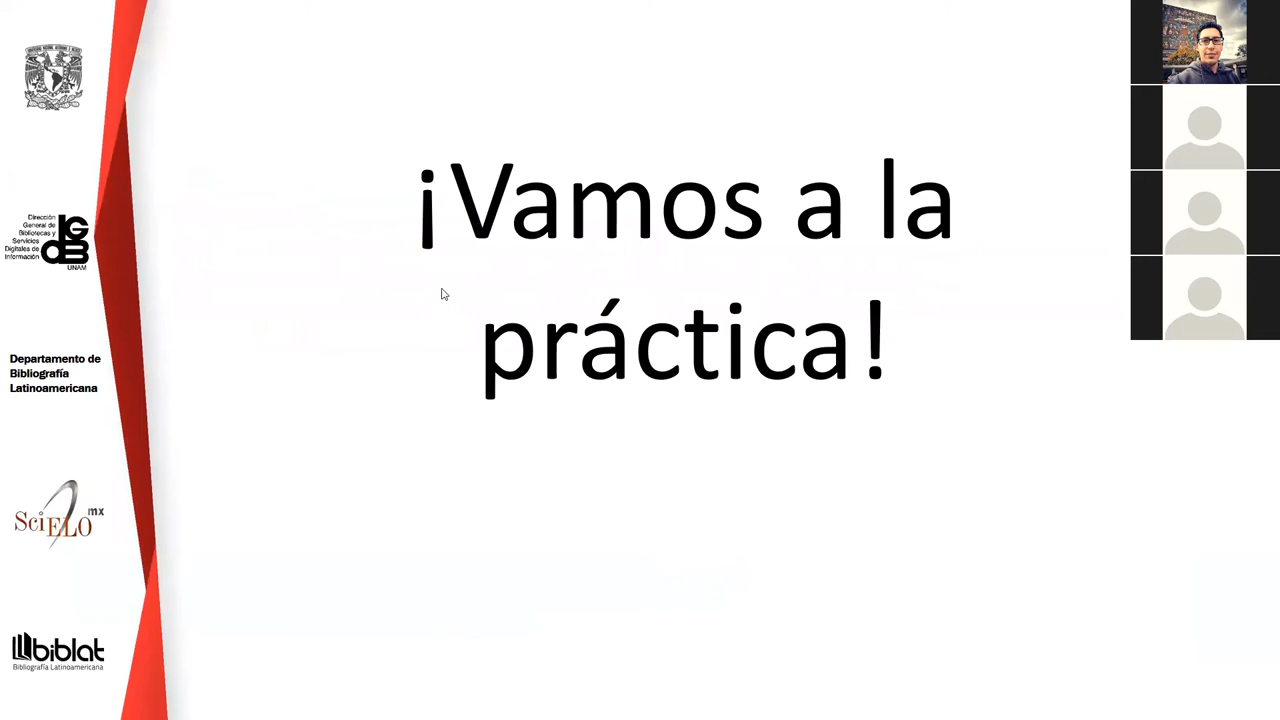 ¡Vamos a la
práctica!
Dirección
General de
Bibliotecas y
Servicios
Digitales de
Información
UNAM
Departamento de
Bibliografía
Latinoamericana
SciELO
mx
biblat
Bibliografía Latinoamericana